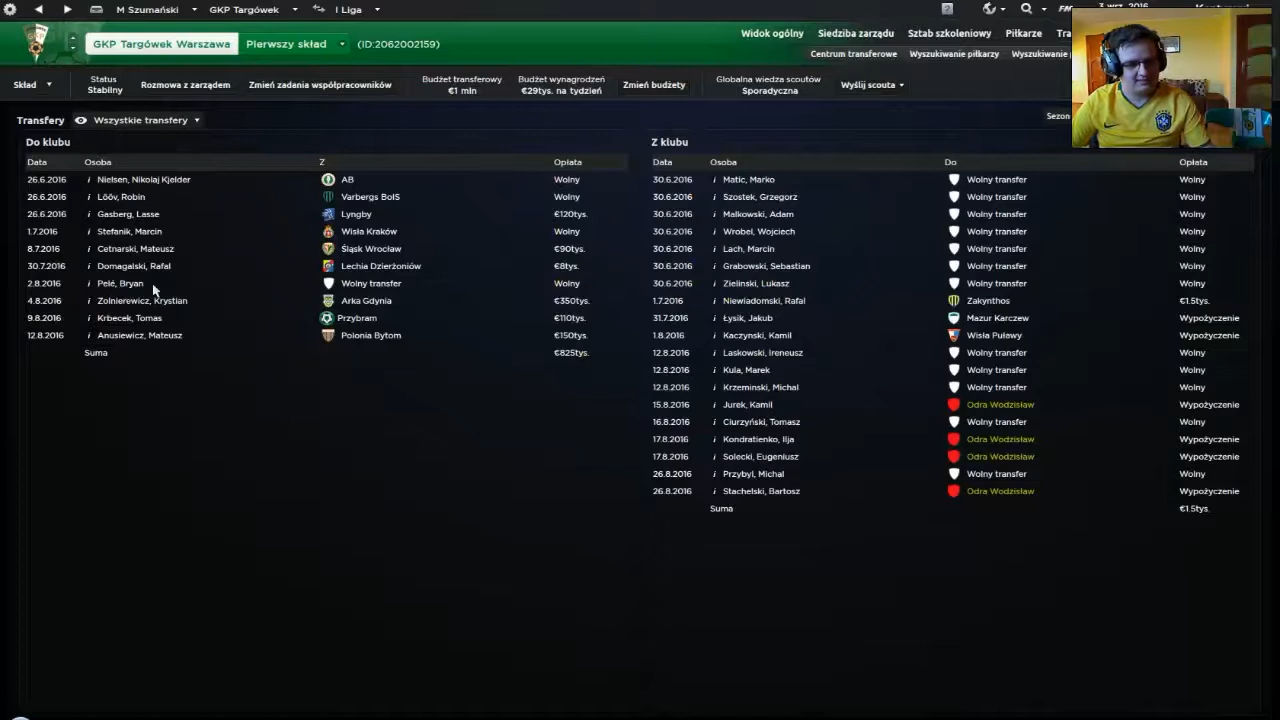 M Szumański GKP Targówek I Liga 3 wrz. 2016
GKP Targówek Warszawa Pierwszy skład (ID:2062002159) Widok ogólny Siedziba zarządu Sztab szkoleniowy Piłkarze Tra
Centrum transferowe Wyszukiwanie piłkarzy Wyszukiwanie
Skład Status Stabilny Rozmowa z zarządem Zmień zadania współpracowników Budżet transferowy €1 mln Budżet wynagrodzeń €29tys. na tydzień Zmień budżety Globalna wiedza scoutów Sporadyczna Wyślij scouta
Transfery Wszystkie transfery Sezon
Do klubu
Data Osoba Z Opłata
26.6.2016 i Nielsen, Nikolaj Kjelder AB Wolny
26.6.2016 i Lööv, Robin Varbergs BoIS Wolny
26.6.2016 i Gasberg, Lasse Lyngby €120tys.
1.7.2016 i Stefanik, Marcin Wisła Kraków Wolny
8.7.2016 i Cetnarski, Mateusz Śląsk Wrocław €90tys.
30.7.2016 i Domagalski, Rafal Lechia Dzierżoniów €8tys.
2.8.2016 i Pelé, Bryan Wolny transfer Wolny
4.8.2016 i Zolnierewicz, Krystian Arka Gdynia €350tys.
9.8.2016 i Krbecek, Tomas Przybram €110tys.
12.8.2016 i Anusiewicz, Mateusz Polonia Bytom €150tys.
Suma €825tys.
Z klubu
Data Osoba Do Opłata
30.6.2016 i Matic, Marko Wolny transfer Wolny
30.6.2016 i Szostek, Grzegorz Wolny transfer Wolny
30.6.2016 i Malkowski, Adam Wolny transfer Wolny
30.6.2016 i Wrobel, Wojciech Wolny transfer Wolny
30.6.2016 i Lach, Marcin Wolny transfer Wolny
30.6.2016 i Grabowski, Sebastian Wolny transfer Wolny
30.6.2016 i Zielinski, Lukasz Wolny transfer Wolny
1.7.2016 i Niewiadomski, Rafal Zakynthos €1.5tys.
31.7.2016 i Łysik, Jakub Mazur Karczew Wypożyczenie
1.8.2016 i Kaczynski, Kamil Wisła Puławy Wypożyczenie
12.8.2016 i Laskowski, Ireneusz Wolny transfer Wolny
12.8.2016 i Kula, Marek Wolny transfer Wolny
12.8.2016 i Krzeminski, Michal Wolny transfer Wolny
15.8.2016 i Jurek, Kamil Odra Wodzisław Wypożyczenie
16.8.2016 i Ciurzyński, Tomasz Wolny transfer Wolny
17.8.2016 i Kondratienko, Ilja Odra Wodzisław Wypożyczenie
17.8.2016 i Solecki, Eugeniusz Odra Wodzisław Wypożyczenie
26.8.2016 i Przybyl, Michal Wolny transfer Wolny
26.8.2016 i Stachelski, Bartosz Odra Wodzisław Wypożyczenie
Suma €1.5tys.